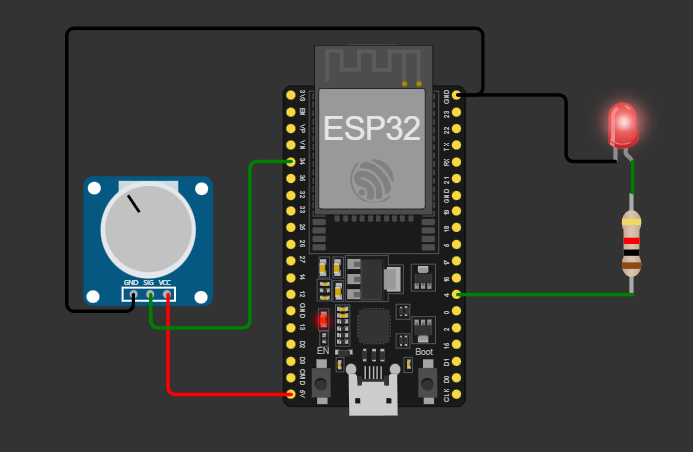 ESP32
3V3
EN
VP
VN
34
35
32
33
25
26
27
14
12
GND
13
D2
D3
CMD
5V
GND
23
22
TX
RX
21
GND
19
18
5
17
16
4
0
2
15
D1
D0
CLK
GND SIG VCC
EN
Boot